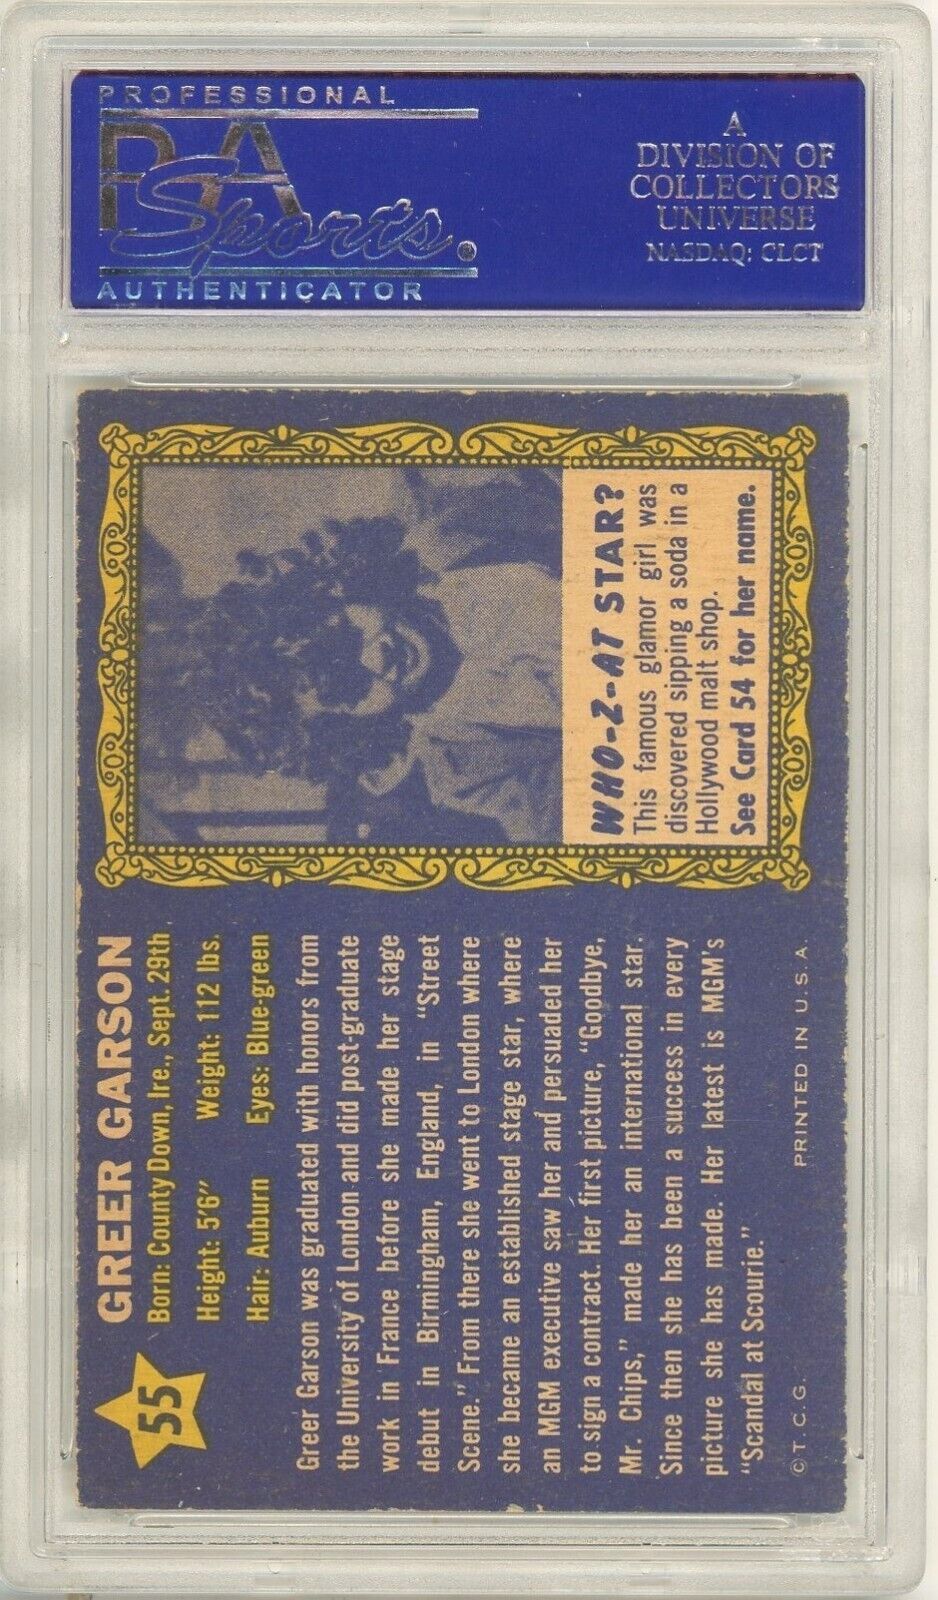 PROFESSIONAL
PSA
Sports®
AUTHENTICATOR
A
DIVISION OF
COLLECTORS
UNIVERSE
NASDAQ: CLCT
55
GREER GARSON
Born: County Down, Ire., Sept. 29th
Height: 5'6" Weight: 112 lbs.
Hair: Auburn Eyes: Blue-green
Greer Garson was graduated with honors from
the University of London and did post-graduate
work in France before she made her stage
debut in Birmingham, England, in "Street
Scene." From there she went to London where
she became an established stage star, where
an MGM executive saw her and persuaded her
to sign a contract. Her first picture, "Goodbye,
Mr. Chips," made her an international star.
Since then she has been a success in every
picture she has made. Her latest is MGM's
"Scandal at Scourie."
© T. C. G. PRINTED IN U. S. A.
WHO-Z-AT STAR?
This famous glamor girl was
discovered sipping a soda in a
Hollywood malt shop.
See Card 54 for her name.